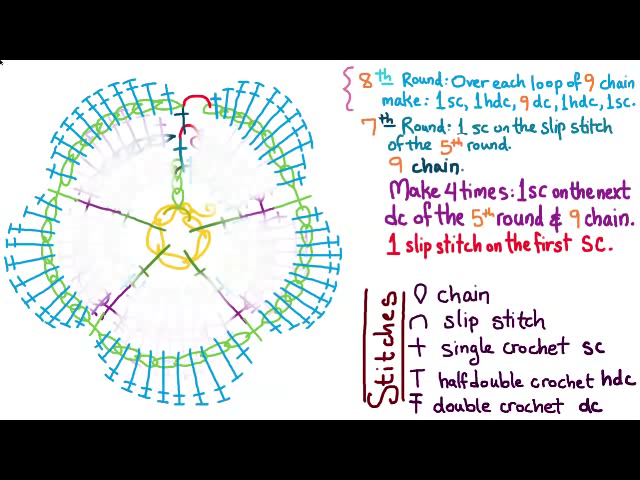 8th Round: Over each loop of 9 chain
make: 1sc, 1hdc, 9 dc, 1hdc, 1sc.
7th Round: 1 sc on the slip stitch
of the 5th round.
9 chain.
Make 4 times: 1sc on the next
dc of the 5th round & 9 chain.
1 slip stitch on the first sc.
Stitches
chain
slip stitch
single crochet sc
half double crochet hdc
double crochet dc